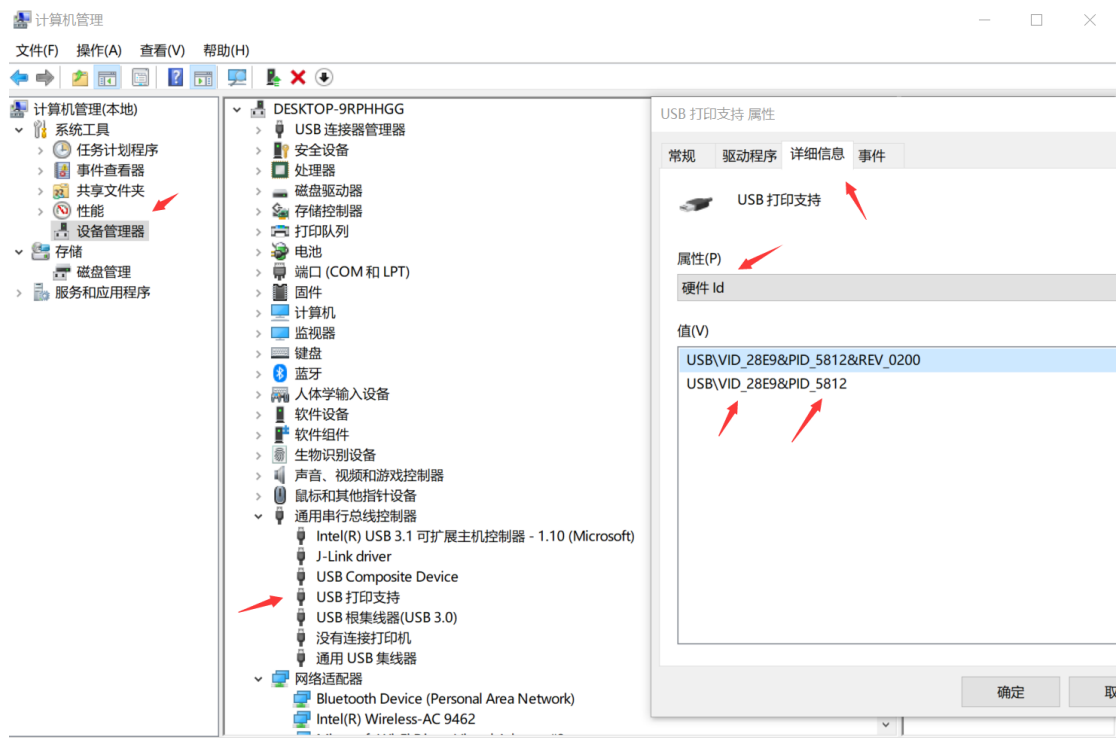 计算机管理
文件(F) 操作(A) 查看(V) 帮助(H)
计算机管理(本地)
系统工具
任务计划程序
事件查看器
共享文件夹
性能
设备管理器
存储
磁盘管理
服务和应用程序
DESKTOP-9RPHHGG
USB 连接器管理器
安全设备
处理器
磁盘驱动器
存储控制器
打印队列
电池
端口 (COM 和 LPT)
固件
计算机
监视器
键盘
蓝牙
人体学输入设备
软件设备
软件组件
生物识别设备
声音、视频和游戏控制器
鼠标和其他指针设备
通用串行总线控制器
Intel(R) USB 3.1 可扩展主机控制器 - 1.10 (Microsoft)
J-Link driver
USB Composite Device
USB 打印支持
USB 根集线器(USB 3.0)
没有连接打印机
通用 USB 集线器
网络适配器
Bluetooth Device (Personal Area Network)
Intel(R) Wireless-AC 9462
USB 打印支持 属性
常规 驱动程序 详细信息 事件
USB 打印支持
属性(P)
硬件 Id
值(V)
USB\VID_28E9&PID_5812&REV_0200
USB\VID_28E9&PID_5812
确定